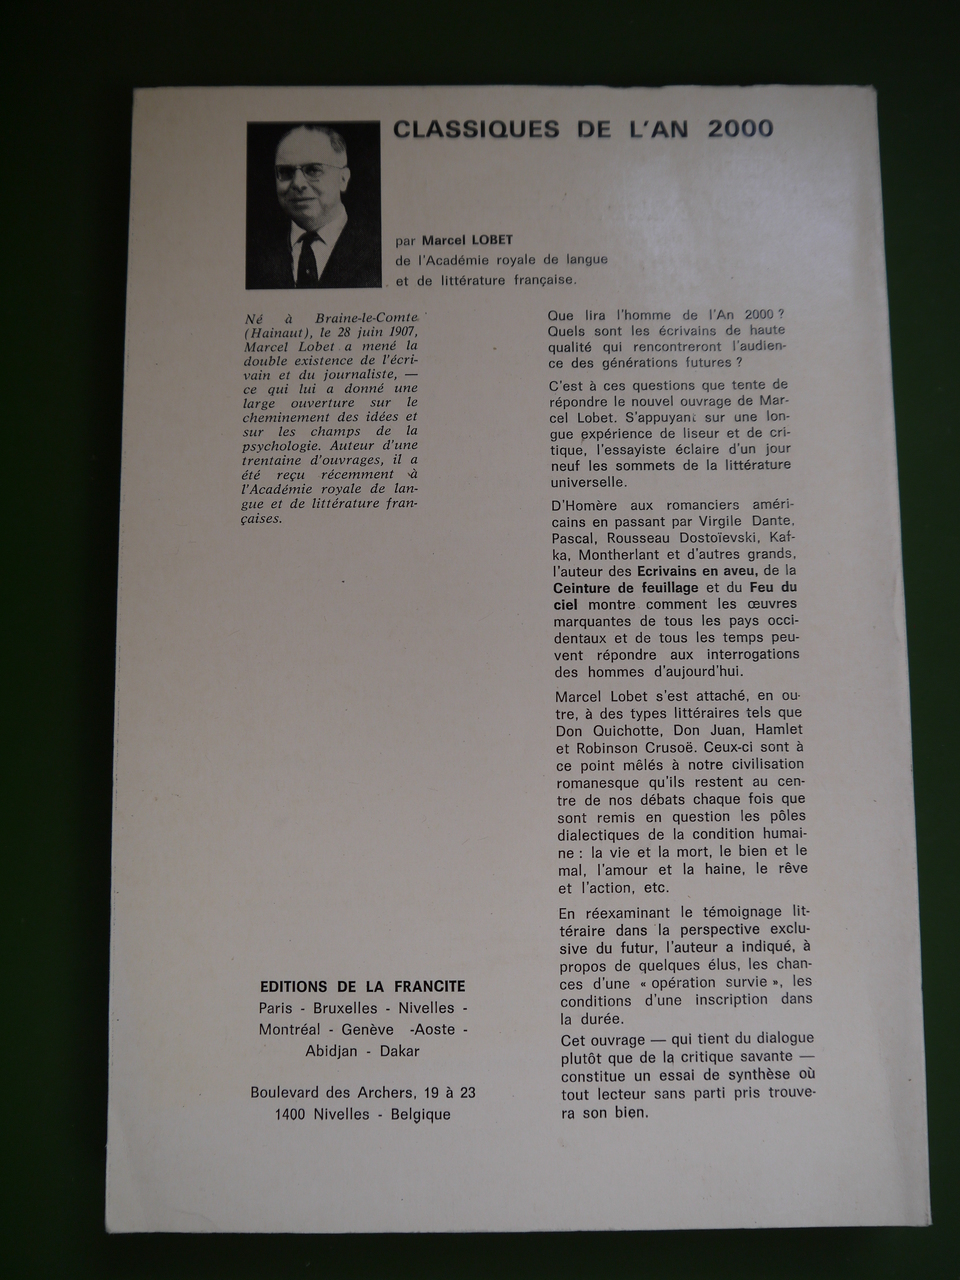 CLASSIQUES DE L'AN 2000
par Marcel LOBET
de l'Académie royale de langue
et de littérature française.
Né à Braine-le-Comte
(Hainaut), le 28 juin 1907,
Marcel Lobet a mené la
double existence de l'écri-
vain et du journaliste, —
ce qui lui a donné une
large ouverture sur le
cheminement des idées et
sur les champs de la
psychologie. Auteur d'une
trentaine d'ouvrages, il a
été reçu récemment à
l'Académie royale de lan-
gue et de littérature fran-
çaises.
EDITIONS DE LA FRANCITE
Paris - Bruxelles - Nivelles -
Montréal - Genève -Aoste -
Abidjan - Dakar
Boulevard des Archers, 19 à 23
1400 Nivelles - Belgique
Que lira l'homme de l'An 2000 ?
Quels sont les écrivains de haute
qualité qui rencontreront l'audien-
ce des générations futures ?
C'est à ces questions que tente de
répondre le nouvel ouvrage de Mar-
cel Lobet. S'appuyant sur une lon-
gue expérience de liseur et de cri-
tique, l'essayiste éclaire d'un jour
neuf les sommets de la littérature
universelle.
D'Homère aux romanciers améri-
cains en passant par Virgile Dante,
Pascal, Rousseau Dostoïevski, Kaf-
ka, Montherlant et d'autres grands,
l'auteur des Ecrivains en aveu, de la
Ceinture de feuillage et du Feu du
ciel montre comment les œuvres
marquantes de tous les pays occi-
dentaux et de tous les temps peu-
vent répondre aux interrogations
des hommes d'aujourd'hui.
Marcel Lobet s'est attaché, en ou-
tre, à des types littéraires tels que
Don Quichotte, Don Juan, Hamlet
et Robinson Crusoë. Ceux-ci sont à
ce point mêlés à notre civilisation
romanesque qu'ils restent au cen-
tre de nos débats chaque fois que
sont remis en question les pôles
dialectiques de la condition humai-
ne : la vie et la mort, le bien et le
mal, l'amour et la haine, le rêve
et l'action, etc.
En réexaminant le témoignage lit-
téraire dans la perspective exclu-
sive du futur, l'auteur a indiqué, à
propos de quelques élus, les chan-
ces d'une « opération survie », les
conditions d'une inscription dans
la durée.
Cet ouvrage — qui tient du dialogue
plutôt que de la critique savante —
constitue un essai de synthèse où
tout lecteur sans parti pris trouve-
ra son bien.